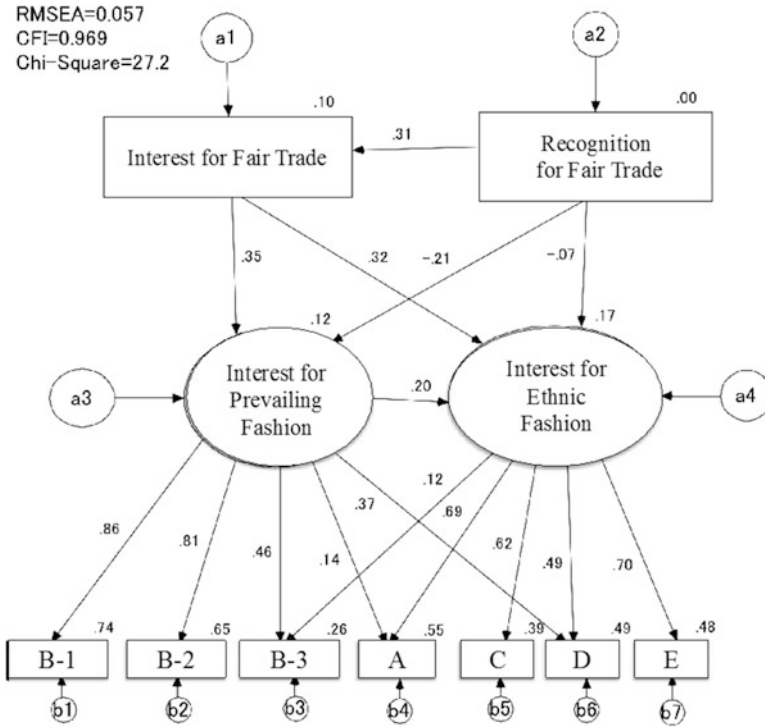 RMSEA=0.057
CFI=0.969
Chi-Square=27.2
a1
a2
.10
.00
Interest for Fair Trade
.31
Recognition
for Fair Trade
.35
.32
-.21
-.07
.12
.17
a3
Interest for
Prevailing
Fashion
.20
Interest for
Ethnic
Fashion
a4
.86
.81
.46
.14
.37
.12
.69
.62
.49
.70
.74
.65
.26
.55
.39
.49
.48
B-1
B-2
B-3
A
C
D
E
b1
b2
b3
b4
b5
b6
b7